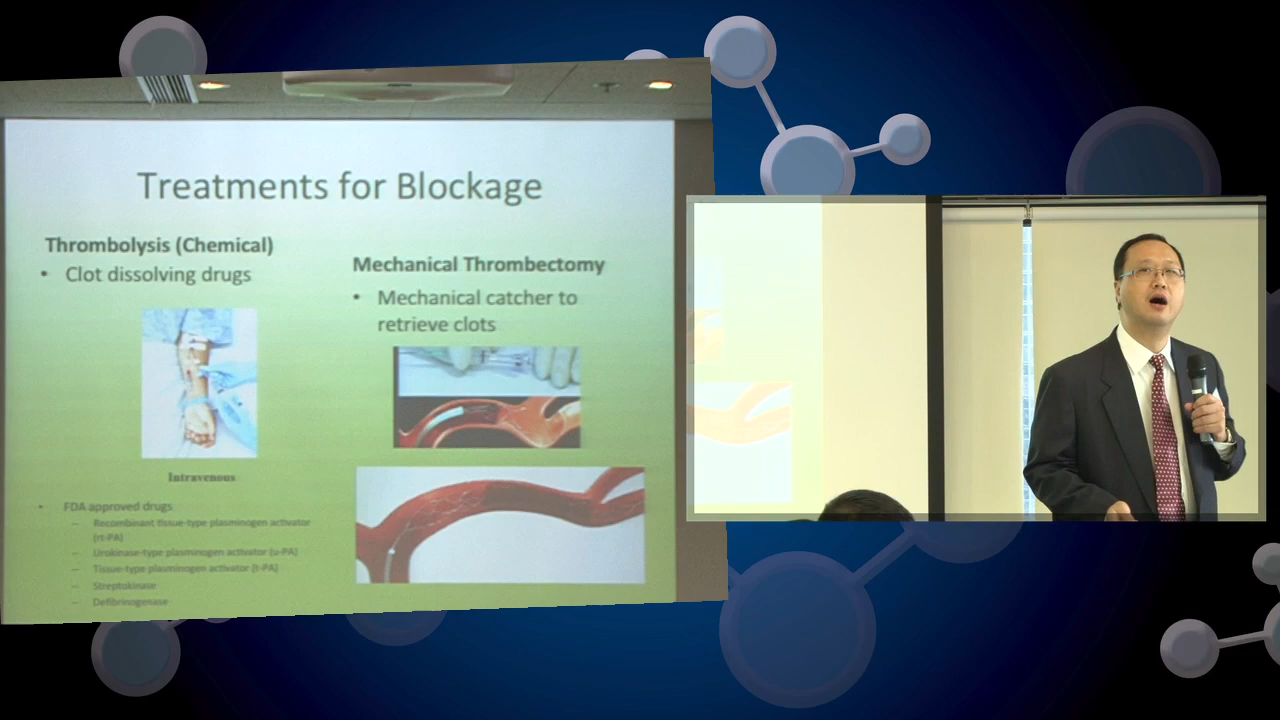 Treatments for Blockage
Thrombolysis (Chemical)
• Clot dissolving drugs
Intravenous
• FDA approved drugs
– Recombinant tissue-type plasminogen activator
(rt-PA)
– Urokinase-type plasminogen activator (u-PA)
– Tissue-type plasminogen activator (t-PA)
– Streptokinase
– Defibrinogenase
Mechanical Thrombectomy
• Mechanical catcher to
retrieve clots